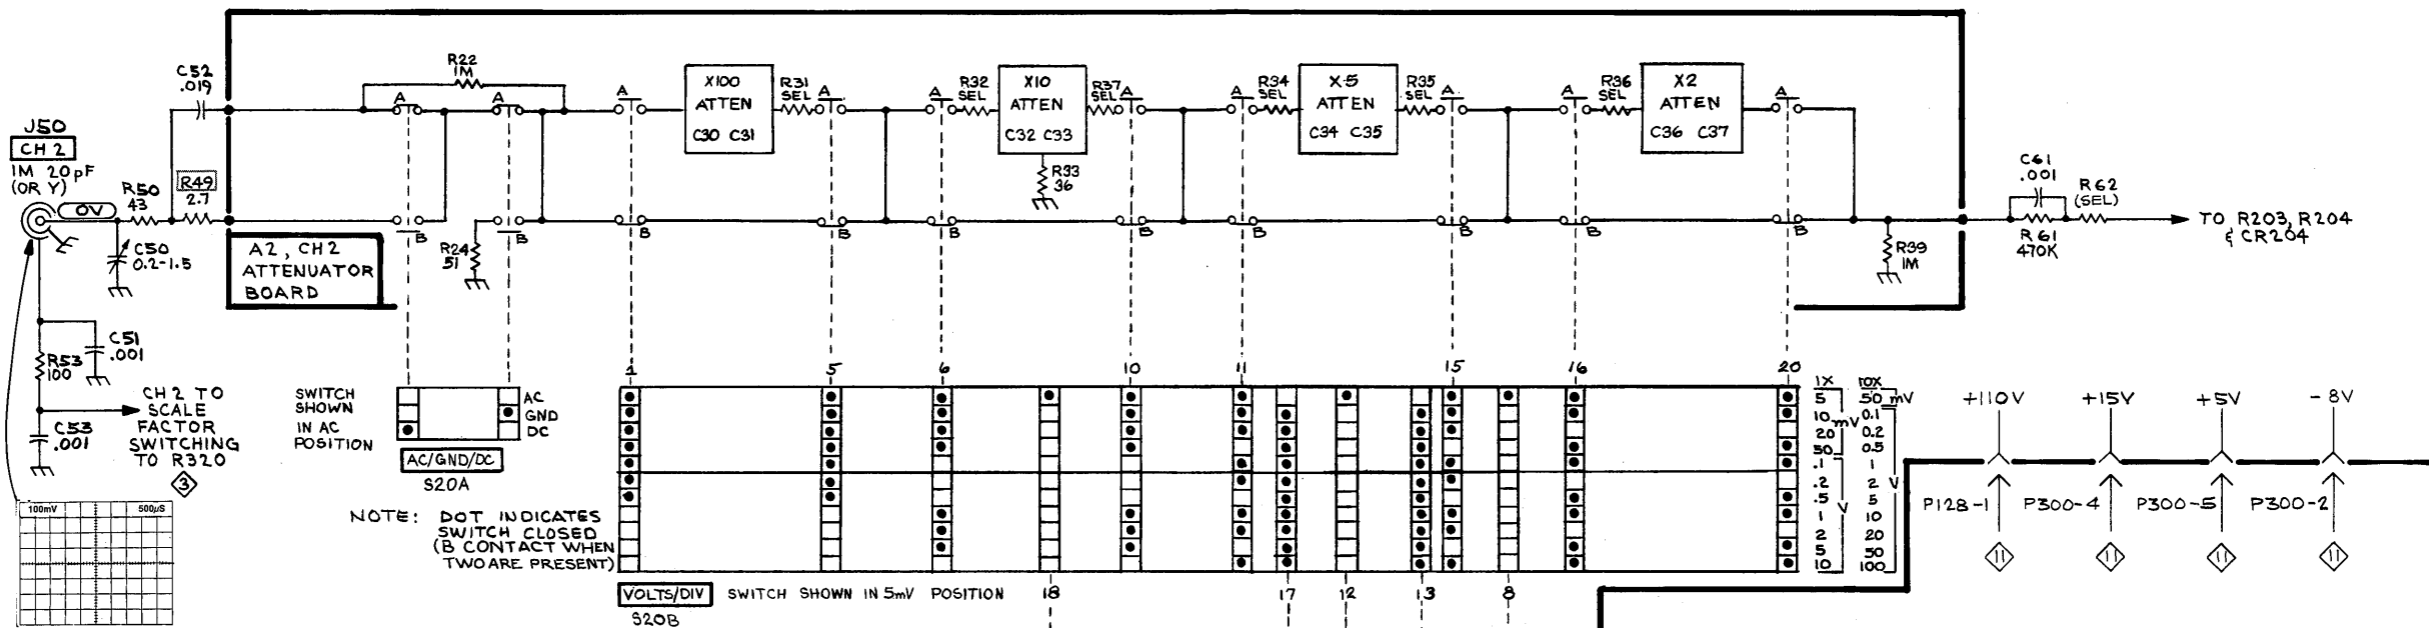 J50
CH 2
1M 20pF
(OR Y)
0V
C52
.019
R50
43
R49
2.7
C50
0.2-1.5
A2, CH2
ATTENUATOR
BOARD
R22
1M
A
A
B
B
R24
51
A
B
X100
ATTEN
C30 C31
R31
SEL
A
B
A
B
R32
SEL
X10
ATTEN
C32 C33
R33
36
R37
SEL
A
B
A
B
R34
SEL
X5
ATTEN
C34 C35
R35
SEL
A
B
A
B
R36
SEL
X2
ATTEN
C36 C37
A
B
R39
1M
C61
.001
R61
470K
R62
(SEL)
TO R203, R204
& CR204
C51
.001
R53
100
C53
.001
CH 2 TO
SCALE
FACTOR
SWITCHING
TO R320
3
100mV 500µS
SWITCH
SHOWN
IN AC
POSITION
AC
GND
DC
AC/GND/DC
S20A
NOTE: DOT INDICATES
SWITCH CLOSED
(B CONTACT WHEN
TWO ARE PRESENT)
1 5 6 10 11 15 16 20
1X 10X
5 50 mV
10 0.1
mV
20 0.2
50 0.5
.1 1
.2 2 V
.5 5
1 V 10
2 20
5 50
10 100
VOLTS/DIV SWITCH SHOWN IN 5mV POSITION
S20B
18 17 12 13 8
+110V +15V +5V -8V
P128-1 P300-4 P300-5 P300-2
11 11 11 11